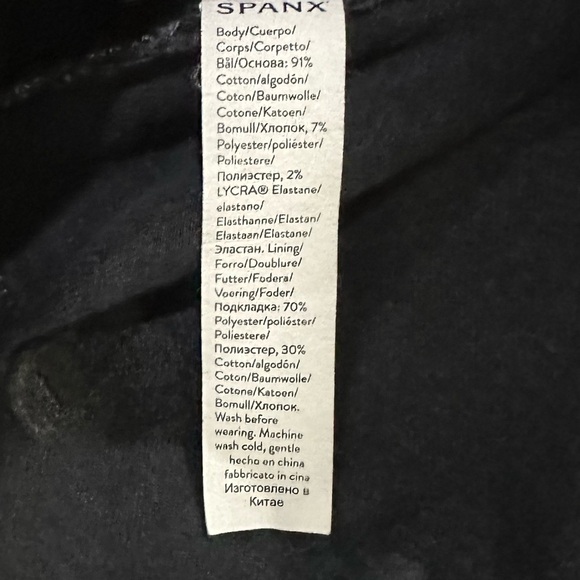 SPANX
Body/Cuerpo/
Corps/Corpetto/
Bål/Основа: 91%
Cotton/algodón/
Coton/Baumwolle/
Cotone/Katoen/
Bomull/Хлопок, 7%
Polyester/poliéster/
Poliestere/
Полиэстер, 2%
LYCRA® Elastane/
elastano/
Elasthanne/Elastan/
Elastaan/Elastane/
Эластан. Lining/
Forro/Doublure/
Futter/Fodera/
Voering/Foder/
Подкладка: 70%
Polyester/poliéster/
Poliestere/
Полиэстер, 30%
Cotton/algodón/
Coton/Baumwolle/
Cotone/Katoen/
Bomull/Хлопок.
Wash before
wearing. Machine
wash cold, gentle
hecho en china
fabbricato in cina
Изготовлено в
Китае